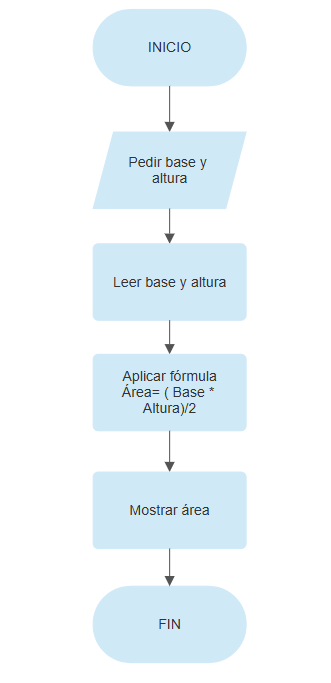 INICIO
Pedir base y
altura
Leer base y altura
Aplicar fórmula
Área= ( Base *
Altura)/2
Mostrar área
FIN